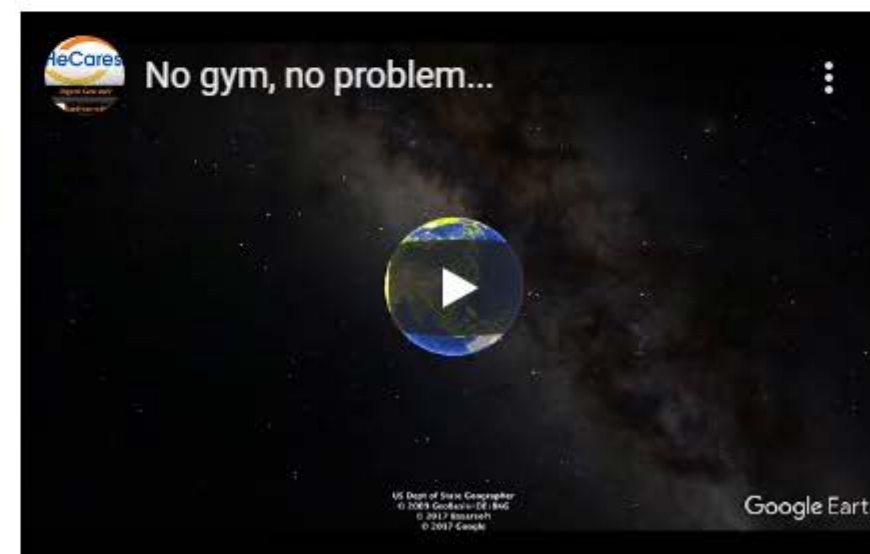 HeCares
No gym, no problem...
US Dept of State Geographer
© 2009 GeoBasis-DE/BKG
© 2017 Basarsoft
© 2017 Google
Google Eart